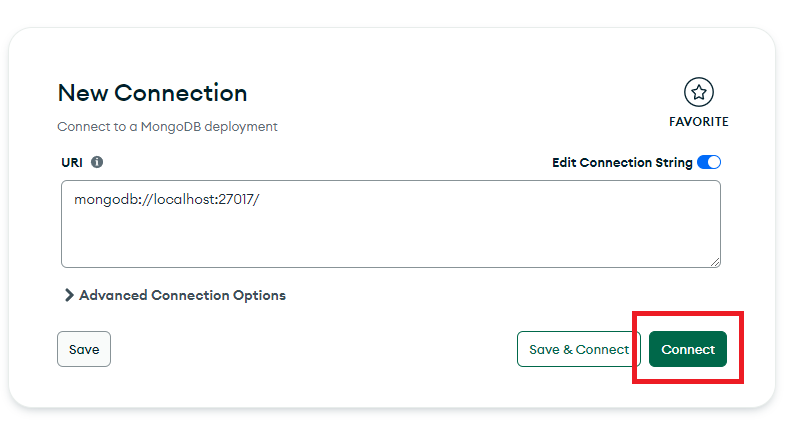 New Connection
FAVORITE
Connect to a MongoDB deployment
URI
Edit Connection String
mongodb://localhost:27017/
Advanced Connection Options
Save
Save & Connect
Connect